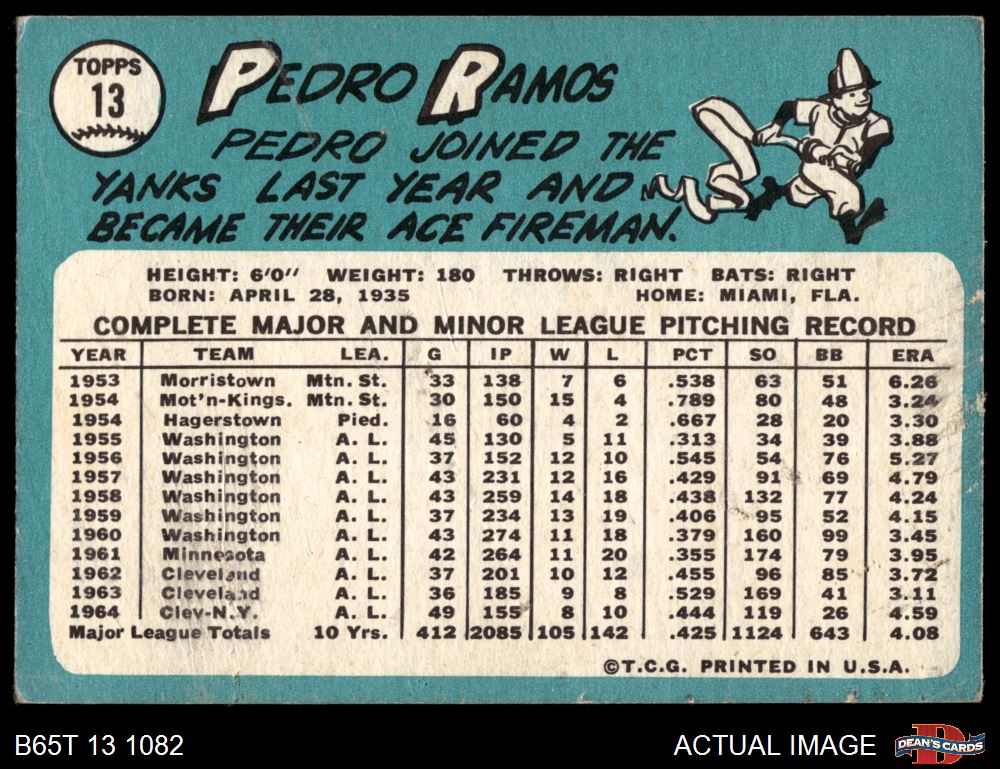 TOPPS
13
PEDRO RAMOS
PEDRO JOINED THE
YANKS LAST YEAR AND
BECAME THEIR ACE FIREMAN.
HEIGHT: 6'0" WEIGHT: 180 THROWS: RIGHT BATS: RIGHT
BORN: APRIL 28, 1935 HOME: MIAMI, FLA.
COMPLETE MAJOR AND MINOR LEAGUE PITCHING RECORD
YEAR TEAM LEA. G IP W L PCT SO BB ERA
1953 Morristown Mtn. St. 33 138 7 6 .538 63 51 6.26
1954 Mot'n-Kings. Mtn. St. 30 150 15 4 .789 80 48 3.24
1954 Hagerstown Pied. 16 60 4 2 .667 28 20 3.30
1955 Washington A. L. 45 130 5 11 .313 34 39 3.88
1956 Washington A. L. 37 152 12 10 .545 54 76 5.27
1957 Washington A. L. 43 231 12 16 .429 91 69 4.79
1958 Washington A. L. 43 259 14 18 .438 132 77 4.24
1959 Washington A. L. 37 234 13 19 .406 95 52 4.15
1960 Washington A. L. 43 274 11 18 .379 160 99 3.45
1961 Minnesota A. L. 42 264 11 20 .355 174 79 3.95
1962 Cleveland A. L. 37 201 10 12 .455 96 85 3.72
1963 Cleveland A. L. 36 185 9 8 .529 169 41 3.11
1964 Clev-N.Y. A. L. 49 155 8 10 .444 119 26 4.59
Major League Totals 10 Yrs. 412 2085 105 142 .425 1124 643 4.08
©T.C.G. PRINTED IN U.S.A.
B65T 13 1082 ACTUAL IMAGE
D
DEAN'S CARDS